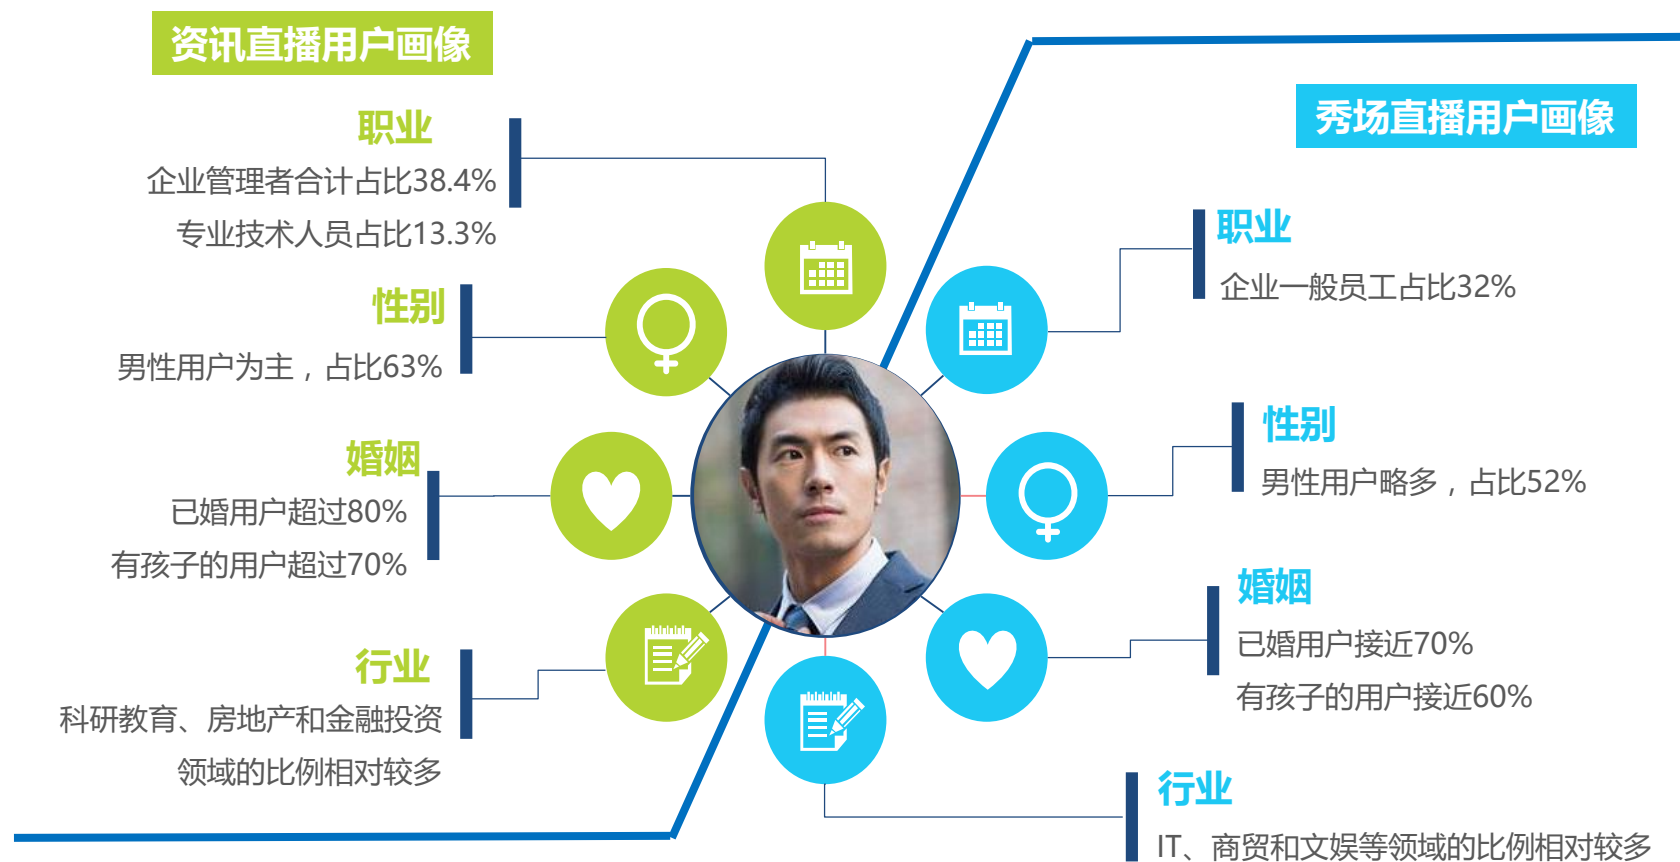 资讯直播用户画像
职业
企业管理者合计占比38.4%
专业技术人员占比13.3%
性别
男性用户为主，占比63%
婚姻
已婚用户超过80%
有孩子的用户超过70%
行业
科研教育、房地产和金融投资
领域的比例相对较多
秀场直播用户画像
职业
企业一般员工占比32%
性别
男性用户略多，占比52%
婚姻
已婚用户接近70%
有孩子的用户接近60%
行业
IT、商贸和文娱等领域的比例相对较多